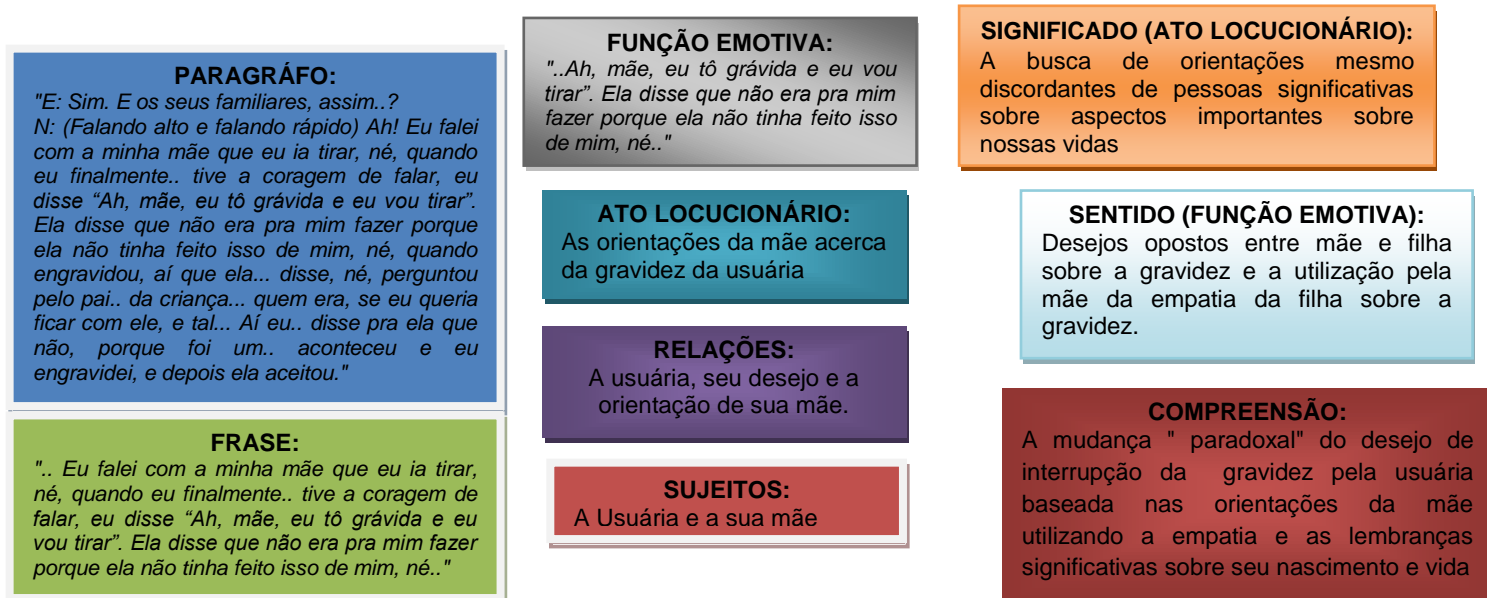 PARAGRÁFO:
"E: Sim. E os seus familiares, assim..?
N: (Falando alto e falando rápido) Ah! Eu falei
com a minha mãe que eu ia tirar, né, quando
eu finalmente.. tive a coragem de falar, eu
disse “Ah, mãe, eu tô grávida e eu vou tirar”.
Ela disse que não era pra mim fazer porque
ela não tinha feito isso de mim, né, quando
engravidou, aí que ela... disse, né, perguntou
pelo pai.. da criança... quem era, se eu queria
ficar com ele, e tal... Aí eu.. disse pra ela que
não, porque foi um.. aconteceu e eu
engravidei, e depois ela aceitou."
FRASE:
".. Eu falei com a minha mãe que eu ia tirar,
né, quando eu finalmente.. tive a coragem de
falar, eu disse “Ah, mãe, eu tô grávida e eu
vou tirar”. Ela disse que não era pra mim fazer
porque ela não tinha feito isso de mim, né.."
FUNÇÃO EMOTIVA:
"..Ah, mãe, eu tô grávida e eu vou
tirar”. Ela disse que não era pra mim
fazer porque ela não tinha feito isso
de mim, né.."
ATO LOCUCIONÁRIO:
As orientações da mãe acerca
da gravidez da usuária
RELAÇÕES:
A usuária, seu desejo e a
orientação de sua mãe.
SUJEITOS:
A Usuária e a sua mãe
SIGNIFICADO (ATO LOCUCIONÁRIO):
A busca de orientações mesmo
discordantes de pessoas significativas
sobre aspectos importantes sobre
nossas vidas
SENTIDO (FUNÇÃO EMOTIVA):
Desejos opostos entre mãe e filha
sobre a gravidez e a utilização pela
mãe da empatia da filha sobre a
gravidez.
COMPREENSÃO:
A mudança " paradoxal" do desejo de
interrupção da gravidez pela usuária
baseada nas orientações da mãe
utilizando a empatia e as lembranças
significativas sobre seu nascimento e vida